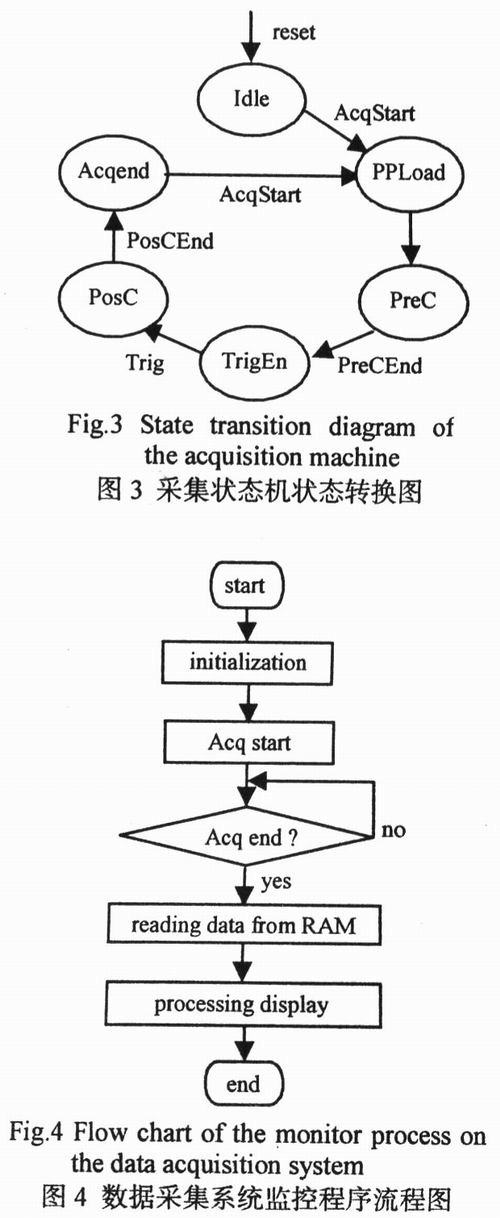 reset
Idle
AcqStart
Acqend
PPLoad
AcqStart
PosCEnd
PosC
PreC
Trig
TrigEn
PreCEnd
Fig.3 State transition diagram of
the acquisition machine
图 3 采集状态机状态转换图
start
initialization
Acq start
Acq end ?
no
yes
reading data from RAM
processing display
end
Fig.4 Flow chart of the monitor process on
the data acquisition system
图 4 数据采集系统监控程序流程图